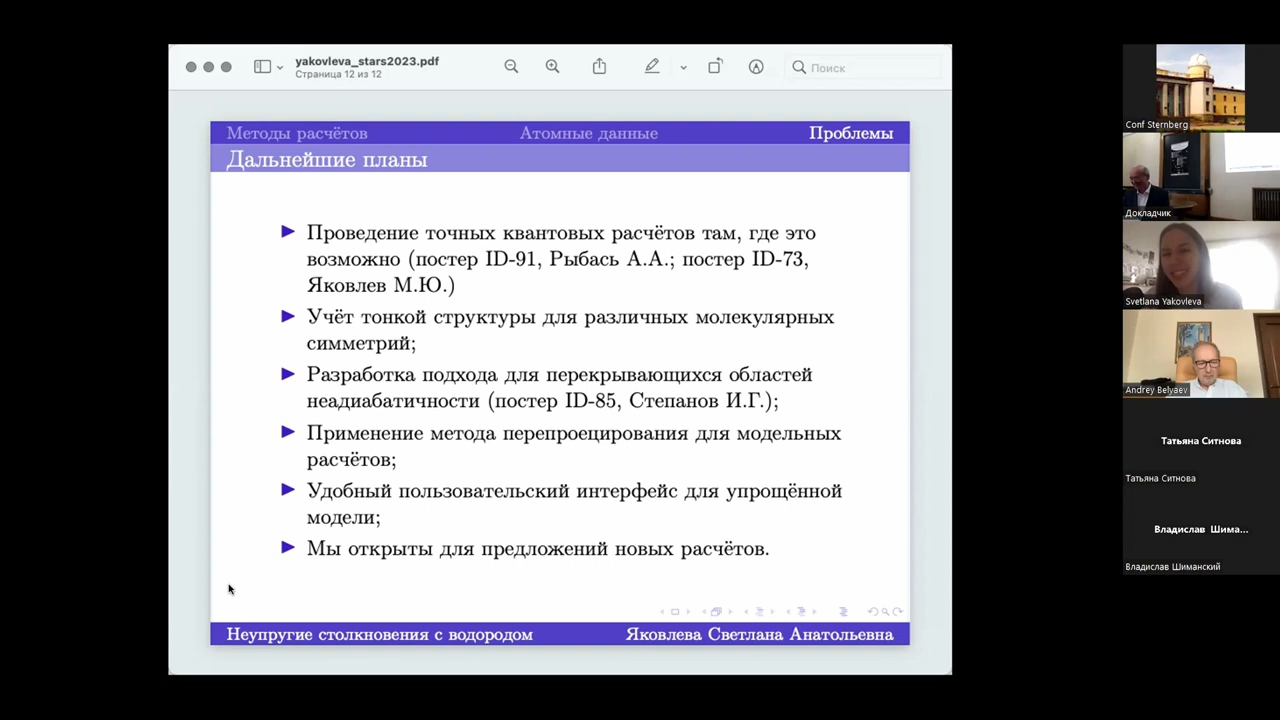 yakovleva_stars2023.pdf
Страница 12 из 12
Поиск
Методы расчётов
Атомные данные
Проблемы
Дальнейшие планы
Проведение точных квантовых расчётов там, где это
возможно (постер ID-91, Рыбась А.А.; постер ID-73,
Яковлев М.Ю.)
Учёт тонкой структуры для различных молекулярных
симметрий;
Разработка подхода для перекрывающихся областей
неадиабатичности (постер ID-85, Степанов И.Г.);
Применение метода перепроецирования для модельных
расчётов;
Удобный пользовательский интерфейс для упрощённой
модели;
Мы открыты для предложений новых расчётов.
Неупругие столкновения с водородом
Яковлева Светлана Анатольевна
Conf Sternberg
Докладчик
Svetlana Yakovleva
Andrey Belyaev
Татьяна Ситнова
Татьяна Ситнова
Владислав Шима...
Владислав Шиманский